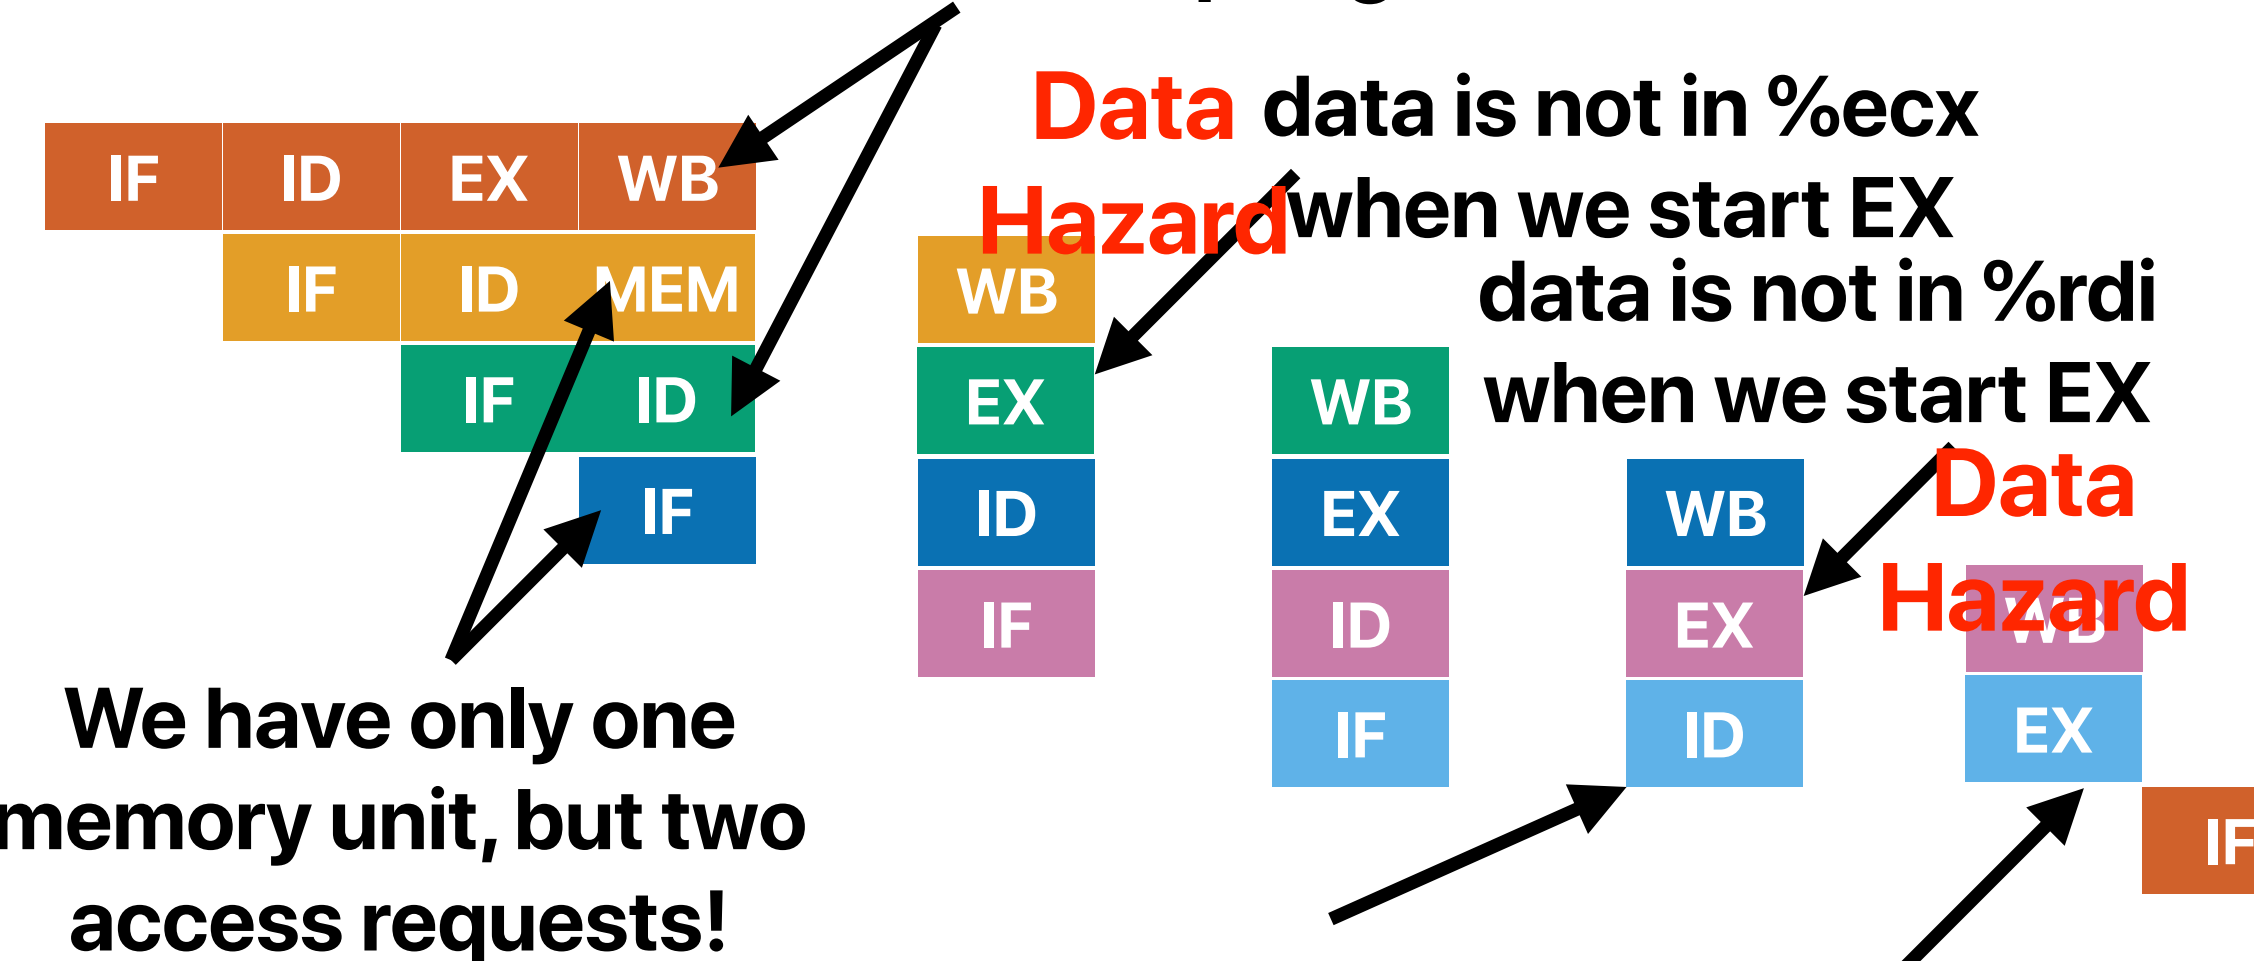 Data data is not in %ecx
Hazard when we start EX
IF ID EX WB
IF ID MEM WB
data is not in %rdi
IF ID EX WB
when we start EX
Data
Hazard
IF ID EX WB
IF ID EX WB
IF ID EX
IF
We have only one
memory unit, but two
access requests!